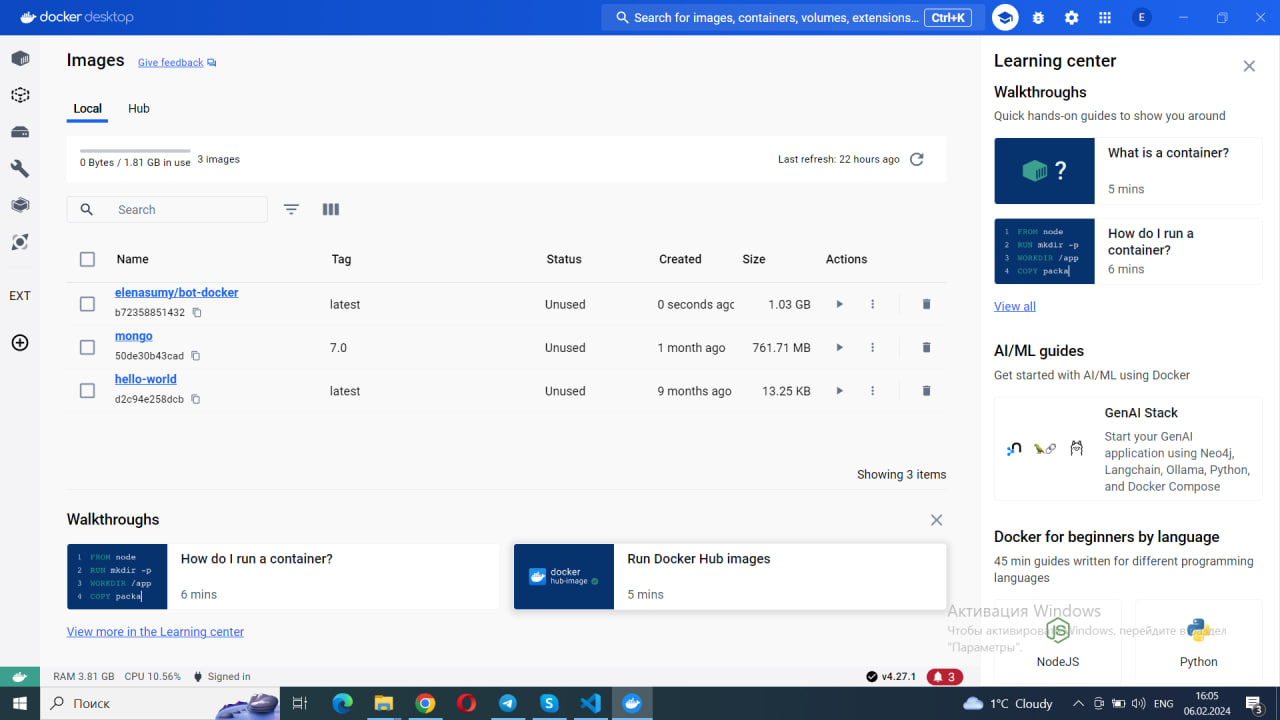 docker desktop
Search for images, containers, volumes, extensions… Ctrl+K
E
Images
Give feedback
Local
Hub
0 Bytes / 1.81 GB in use
3 images
Last refresh: 22 hours ago
Search
Name Tag Status Created Size Actions
elenasumy/bot-docker
b72358851432
latest Unused 0 seconds agc 1.03 GB
mongo
50de30b43cad
7.0 Unused 1 month ago 761.71 MB
hello-world
d2c94e258dcb
latest Unused 9 months ago 13.25 KB
EXT
Showing 3 items
Walkthroughs
1 FROM node
2 RUN mkdir -p
3 WORKDIR /app
4 COPY packa
How do I run a container?
6 mins
docker
hub-image
Run Docker Hub images
5 mins
View more in the Learning center
Learning center
Walkthroughs
Quick hands-on guides to show you around
?
What is a container?
5 mins
1 FROM node
2 RUN mkdir -p
3 WORKDIR /app
4 COPY packa
How do I run a
container?
6 mins
View all
AI/ML guides
Get started with AI/ML using Docker
GenAI Stack
Start your GenAI
application using Neo4j,
Langchain, Ollama, Python,
and Docker Compose
Docker for beginners by language
45 min guides written for different programming
languages
NodeJS
Python
Активация Windows
Чтобы активировать Windows, перейдите в раздел
"Параметры".
RAM 3.81 GB CPU 10.56% Signed in
v4.27.1
3
Поиск
1°C Cloudy
ENG
16:05
06.02.2024
3